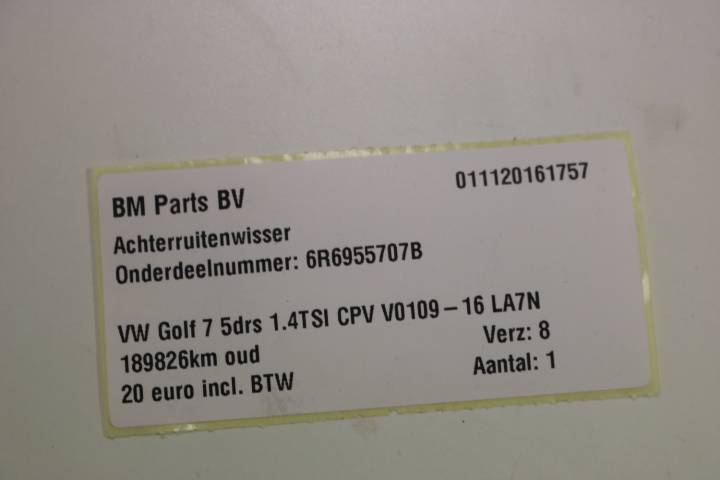 BM Parts BV
011120161757
Achterruitenwisser
Onderdeelnummer: 6R6955707B
VW Golf 7 5drs 1.4TSI CPV V0109-16 LA7N
189826km oud
Verz: 8
20 euro incl. BTW
Aantal: 1